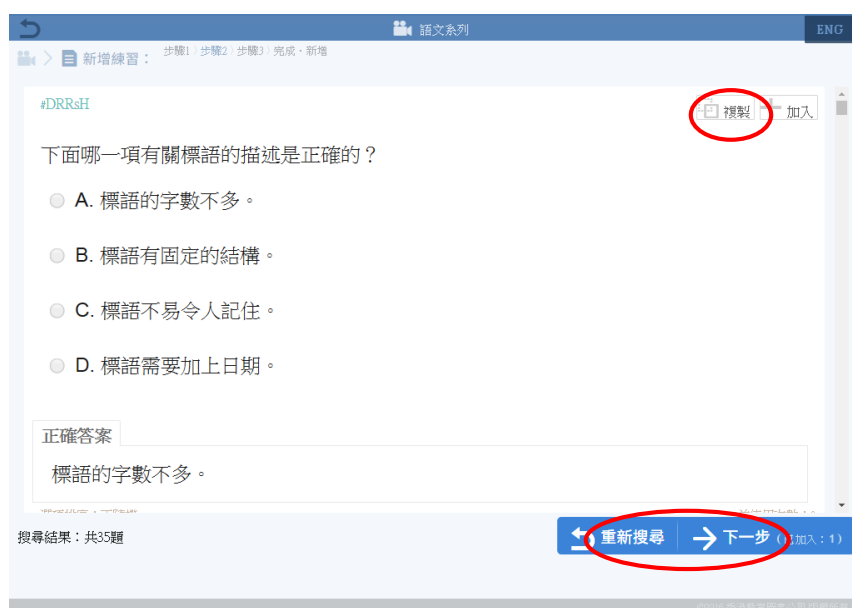 語文系列
ENG
新增練習： 步驟1 〉步驟2 〉步驟3 〉完成、新增
#DRRsH
複製
加入
下面哪一項有關標語的描述是正確的？
A. 標語的字數不多。
B. 標語有固定的結構。
C. 標語不易令人記住。
D. 標語需要加上日期。
正確答案
標語的字數不多。
搜尋結果：共35題
重新搜尋
下一步 (已加入：1)